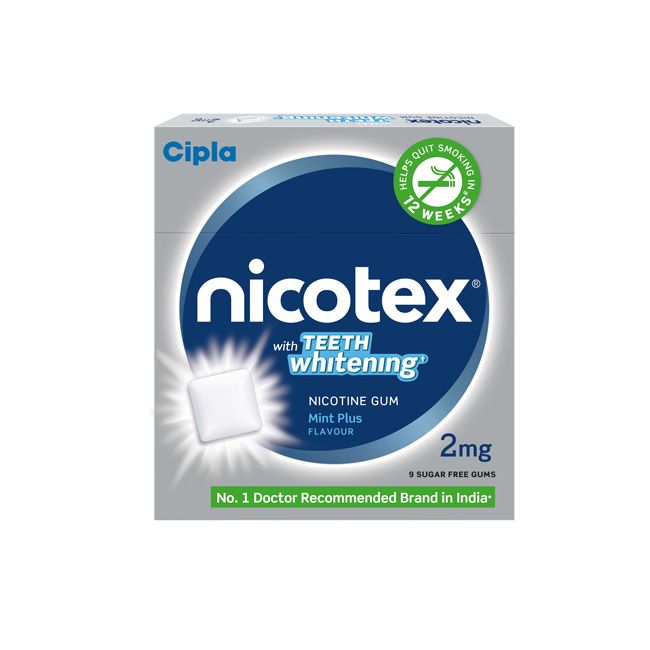 Cipla
HELPS QUIT SMOKING IN
12 WEEKS#
nicotex®
with TEETH
whitening†
NICOTINE GUM
Mint Plus
FLAVOUR
2mg
9 SUGAR FREE GUMS
No. 1 Doctor Recommended Brand in India*